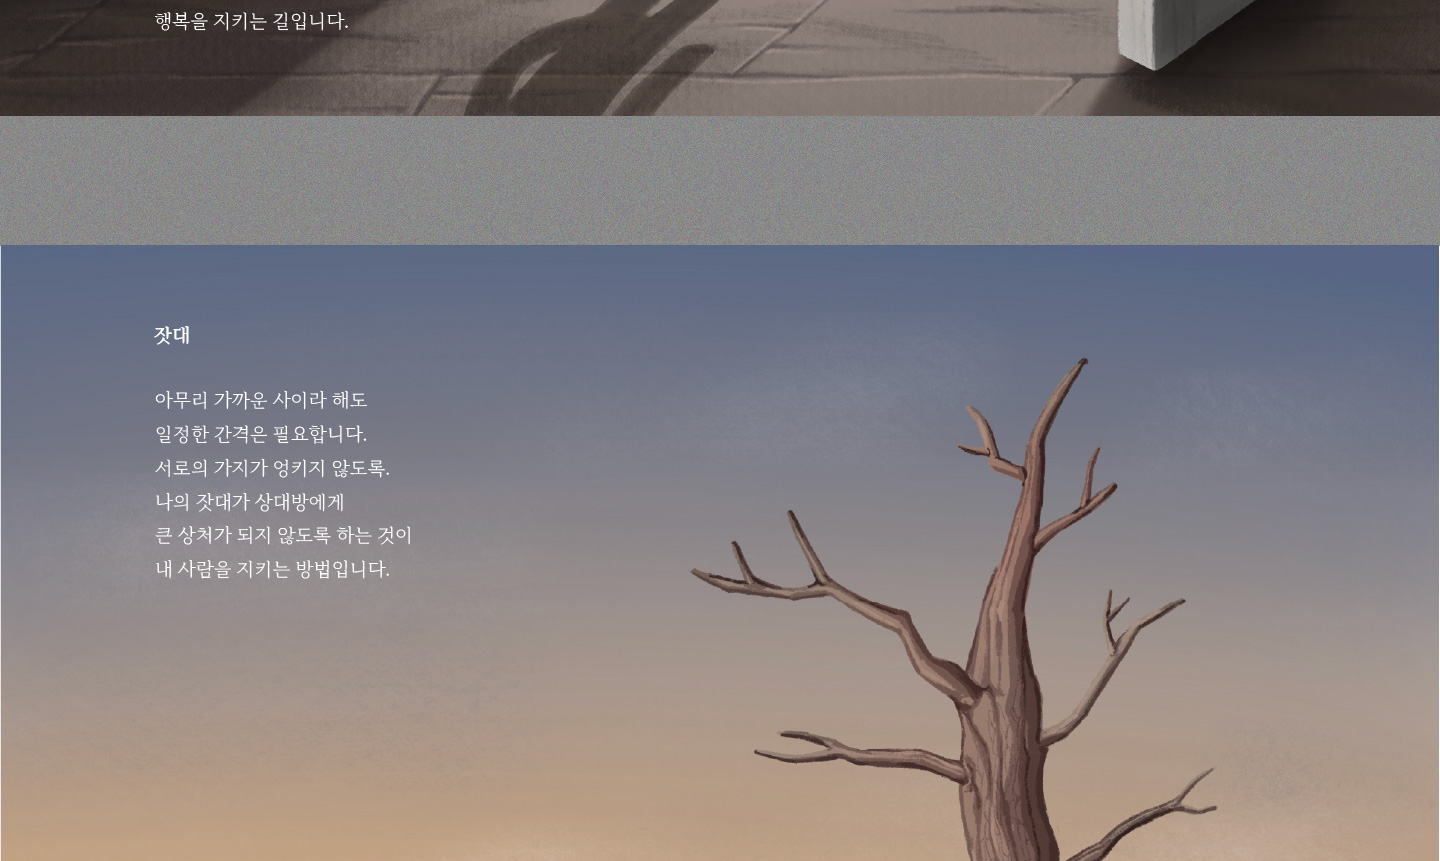 행복을 지키는 길입니다.
잣대
아무리 가까운 사이라 해도
일정한 간격은 필요합니다.
서로의 가지가 엉키지 않도록.
나의 잣대가 상대방에게
큰 상처가 되지 않도록 하는 것이
내 사람을 지키는 방법입니다.